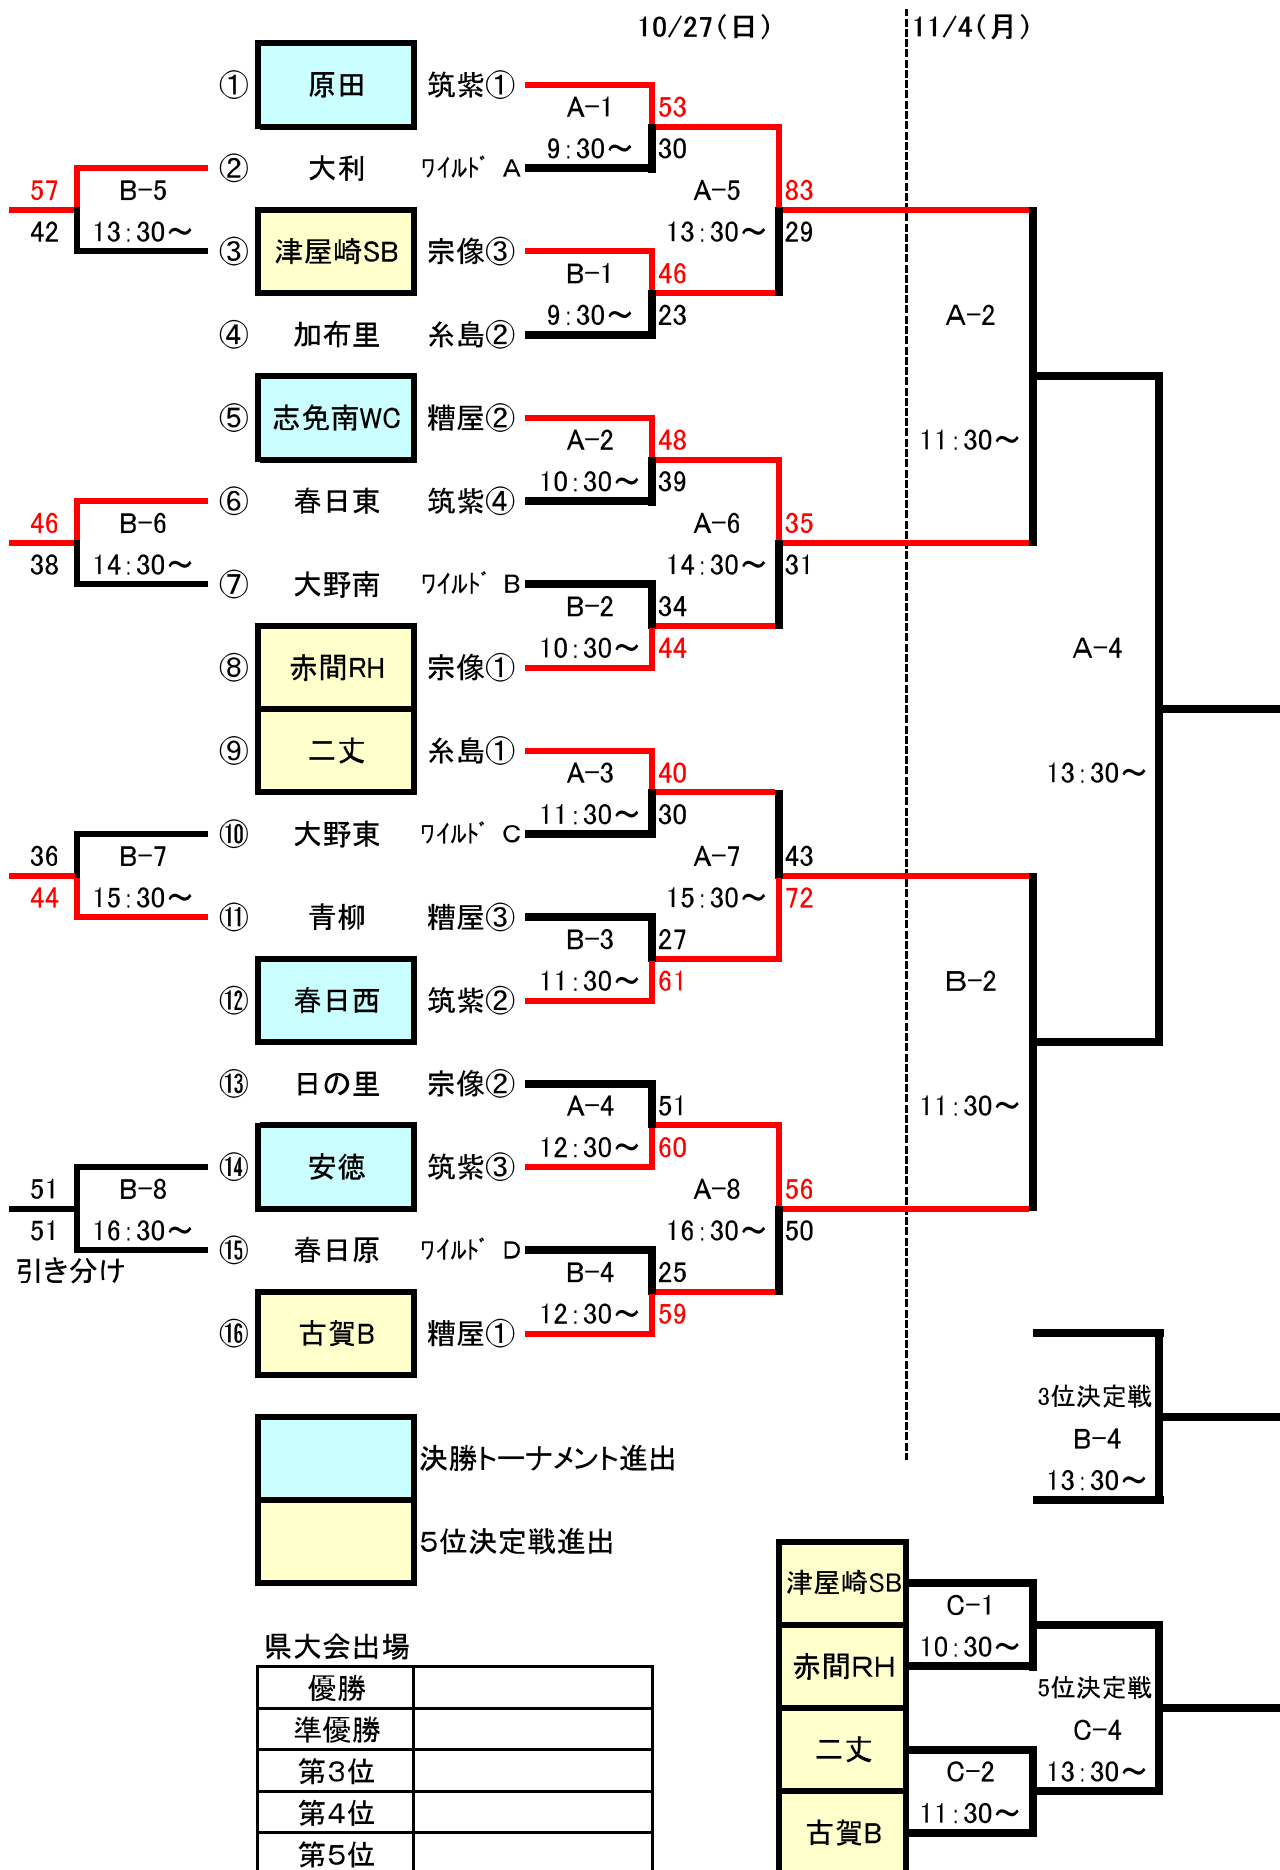 10/27(日)
11/4(月)
① 原田 筑紫①
A-1
53
9:30～
30
② 大利 ワイルド A
57
B-5
A-5
83
42
13:30～
13:30～
29
③ 津屋崎SB 宗像③
B-1
46
9:30～
23
A-2
④ 加布里 糸島②
⑤ 志免南WC 糟屋②
A-2
48
11:30～
10:30～
39
⑥ 春日東 筑紫④
46
B-6
A-6
35
38
14:30～
14:30～
31
⑦ 大野南 ワイルド B
B-2
34
10:30～
44
A-4
⑧ 赤間RH 宗像①
⑨ 二丈 糸島①
A-3
40
13:30～
11:30～
30
⑩ 大野東 ワイルド C
36
B-7
A-7
43
44
15:30～
15:30～
72
⑪ 青柳 糟屋③
B-3
27
11:30～
61
B-2
⑫ 春日西 筑紫②
⑬ 日の里 宗像②
A-4
51
11:30～
12:30～
60
⑭ 安徳 筑紫③
51
B-8
A-8
56
51
16:30～
16:30～
50
⑮ 春日原 ワイルド D
引き分け
B-4
25
12:30～
59
⑯ 古賀B 糟屋①
3位決定戦
B-4
13:30～
決勝トーナメント進出
5位決定戦進出
津屋崎SB
C-1
10:30～
赤間RH
5位決定戦
C-4
13:30～
二丈
C-2
11:30～
古賀B
県大会出場
優勝
準優勝
第3位
第4位
第5位